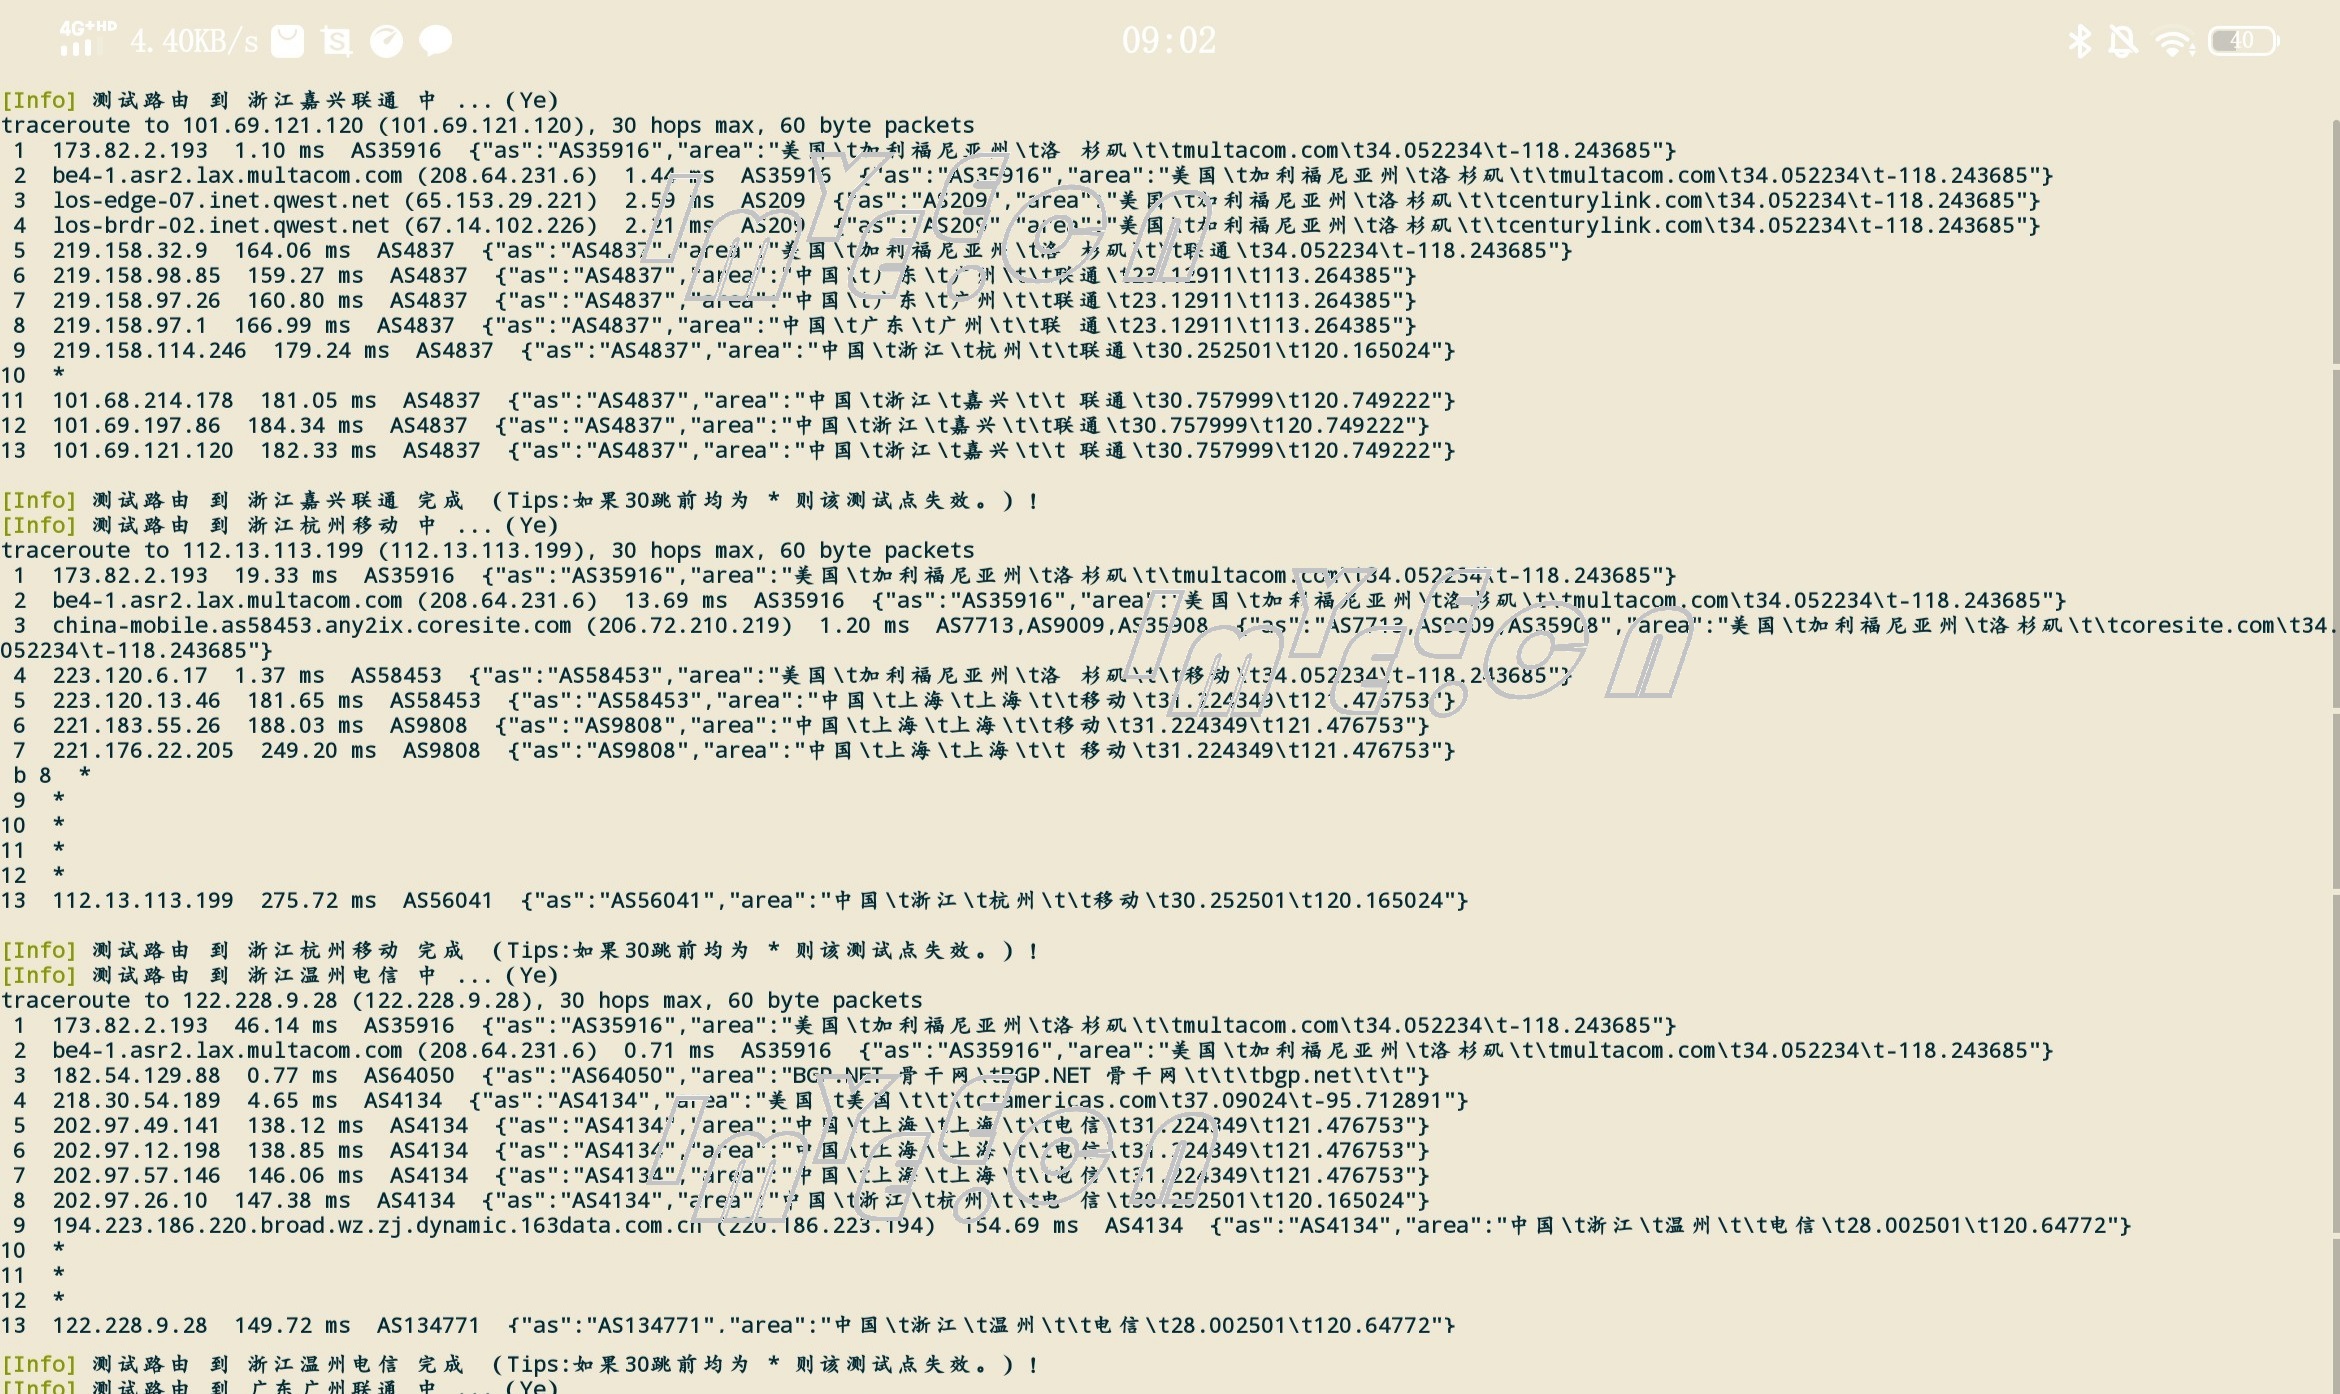 4G+HD 4.40KB/s 09:02 40
[Info] 测试路由 到 浙江嘉兴联通 中 ...(Ye)
traceroute to 101.69.121.120 (101.69.121.120), 30 hops max, 60 byte packets
1 173.82.2.193 1.10 ms AS35916 {"as":"AS35916","area":"美国\t加利福尼亚州\t洛 杉矶\t\tmultacom.com\t34.052234\t-118.243685"}
2 be4-1.asr2.lax.multacom.com (208.64.231.6) 1.44 ms AS35916 {"as":"AS35916","area":"美国\t加利福尼亚州\t洛杉矶\t\tmultacom.com\t34.052234\t-118.243685"}
3 los-edge-07.inet.qwest.net (65.153.29.221) 2.59 ms AS209 {"as":"AS209","area":"美国\t加利福尼亚州\t洛杉矶\t\tcenturylink.com\t34.052234\t-118.243685"}
4 los-brdr-02.inet.qwest.net (67.14.102.226) 2.21 ms AS209 {"as":"AS209","area":"美国\t加利福尼亚州\t洛杉矶\t\tcenturylink.com\t34.052234\t-118.243685"}
5 219.158.32.9 164.06 ms AS4837 {"as":"AS4837","area":"美国\t加利福尼亚州\t洛 杉矶\t\t联通\t34.052234\t-118.243685"}
6 219.158.98.85 159.27 ms AS4837 {"as":"AS4837","area":"中国\t广东\t广州\t\t联通\t23.12911\t113.264385"}
7 219.158.97.26 160.80 ms AS4837 {"as":"AS4837","area":"中国\t广东\t广州\t\t联通\t23.12911\t113.264385"}
8 219.158.97.1 166.99 ms AS4837 {"as":"AS4837","area":"中国\t广东\t广州\t\t联 通\t23.12911\t113.264385"}
9 219.158.114.246 179.24 ms AS4837 {"as":"AS4837","area":"中国\t浙江\t杭州\t\t联通\t30.252501\t120.165024"}
10 *
11 101.68.214.178 181.05 ms AS4837 {"as":"AS4837","area":"中国\t浙江\t嘉兴\t\t 联通\t30.757999\t120.749222"}
12 101.69.197.86 184.34 ms AS4837 {"as":"AS4837","area":"中国\t浙江\t嘉兴\t\t联通\t30.757999\t120.749222"}
13 101.69.121.120 182.33 ms AS4837 {"as":"AS4837","area":"中国\t浙江\t嘉兴\t\t 联通\t30.757999\t120.749222"}
[Info] 测试路由 到 浙江嘉兴联通 完成 (Tips:如果30跳前均为 * 则该测试点失效。) !
[Info] 测试路由 到 浙江杭州移动 中 ...(Ye)
traceroute to 112.13.113.199 (112.13.113.199), 30 hops max, 60 byte packets
1 173.82.2.193 19.33 ms AS35916 {"as":"AS35916","area":"美国\t加利福尼亚州\t洛杉矶\t\tmultacom.com\t34.052234\t-118.243685"}
2 be4-1.asr2.lax.multacom.com (208.64.231.6) 13.69 ms AS35916 {"as":"AS35916","area":"美国\t加利福尼亚州\t洛杉矶\t\tmultacom.com\t34.052234\t-118.243685"}
3 china-mobile.as58453.any2ix.coresite.com (206.72.210.219) 1.20 ms AS7713,AS9009,AS35908 {"as":"AS7713,AS9009,AS35908","area":"美国\t加利福尼亚州\t洛杉矶\t\tcoresite.com\t34.
052234\t-118.243685"}
4 223.120.6.17 1.37 ms AS58453 {"as":"AS58453","area":"美国\t加利福尼亚州\t洛 杉矶\t\t移动\t34.052234\t-118.243685"}
5 223.120.13.46 181.65 ms AS58453 {"as":"AS58453","area":"中国\t上海\t上海\t\t移动\t31.224349\t121.476753"}
6 221.183.55.26 188.03 ms AS9808 {"as":"AS9808","area":"中国\t上海\t上海\t\t移动\t31.224349\t121.476753"}
7 221.176.22.205 249.20 ms AS9808 {"as":"AS9808","area":"中国\t上海\t上海\t\t 移动\t31.224349\t121.476753"}
b 8 *
9 *
10 *
11 *
12 *
13 112.13.113.199 275.72 ms AS56041 {"as":"AS56041","area":"中国\t浙江\t杭州\t\t移动\t30.252501\t120.165024"}
[Info] 测试路由 到 浙江杭州移动 完成 (Tips:如果30跳前均为 * 则该测试点失效。) !
[Info] 测试路由 到 浙江温州电信 中 ...(Ye)
traceroute to 122.228.9.28 (122.228.9.28), 30 hops max, 60 byte packets
1 173.82.2.193 46.14 ms AS35916 {"as":"AS35916","area":"美国\t加利福尼亚州\t洛杉矶\t\tmultacom.com\t34.052234\t-118.243685"}
2 be4-1.asr2.lax.multacom.com (208.64.231.6) 0.71 ms AS35916 {"as":"AS35916","area":"美国\t加利福尼亚州\t洛杉矶\t\tmultacom.com\t34.052234\t-118.243685"}
3 182.54.129.88 0.77 ms AS64050 {"as":"AS64050","area":"BGP.NET 骨干网\tBGP.NET 骨干网\t\t\tbgp.net\t\t"}
4 218.30.54.189 4.65 ms AS4134 {"as":"AS4134","area":"美国\t美国\t\t\tctamericas.com\t37.09024\t-95.712891"}
5 202.97.49.141 138.12 ms AS4134 {"as":"AS4134","area":"中国\t上海\t上海\t\t电信\t31.224349\t121.476753"}
6 202.97.12.198 138.85 ms AS4134 {"as":"AS4134","area":"中国\t上海\t上海\t\t电信\t31.224349\t121.476753"}
7 202.97.57.146 146.06 ms AS4134 {"as":"AS4134","area":"中国\t上海\t上海\t\t电信\t31.224349\t121.476753"}
8 202.97.26.10 147.38 ms AS4134 {"as":"AS4134","area":"中国\t浙江\t杭州\t\t电 信\t30.252501\t120.165024"}
9 194.223.186.220.broad.wz.zj.dynamic.163data.com.cn (220.186.223.194) 154.69 ms AS4134 {"as":"AS4134","area":"中国\t浙江\t温州\t\t电信\t28.002501\t120.64772"}
10 *
11 *
12 *
13 122.228.9.28 149.72 ms AS134771 {"as":"AS134771","area":"中国\t浙江\t温州\t\t电信\t28.002501\t120.64772"}
[Info] 测试路由 到 浙江温州电信 完成 (Tips:如果30跳前均为 * 则该测试点失效。) !
[Info] 测试路由 到 广东广州联通 中 ...(Ye)